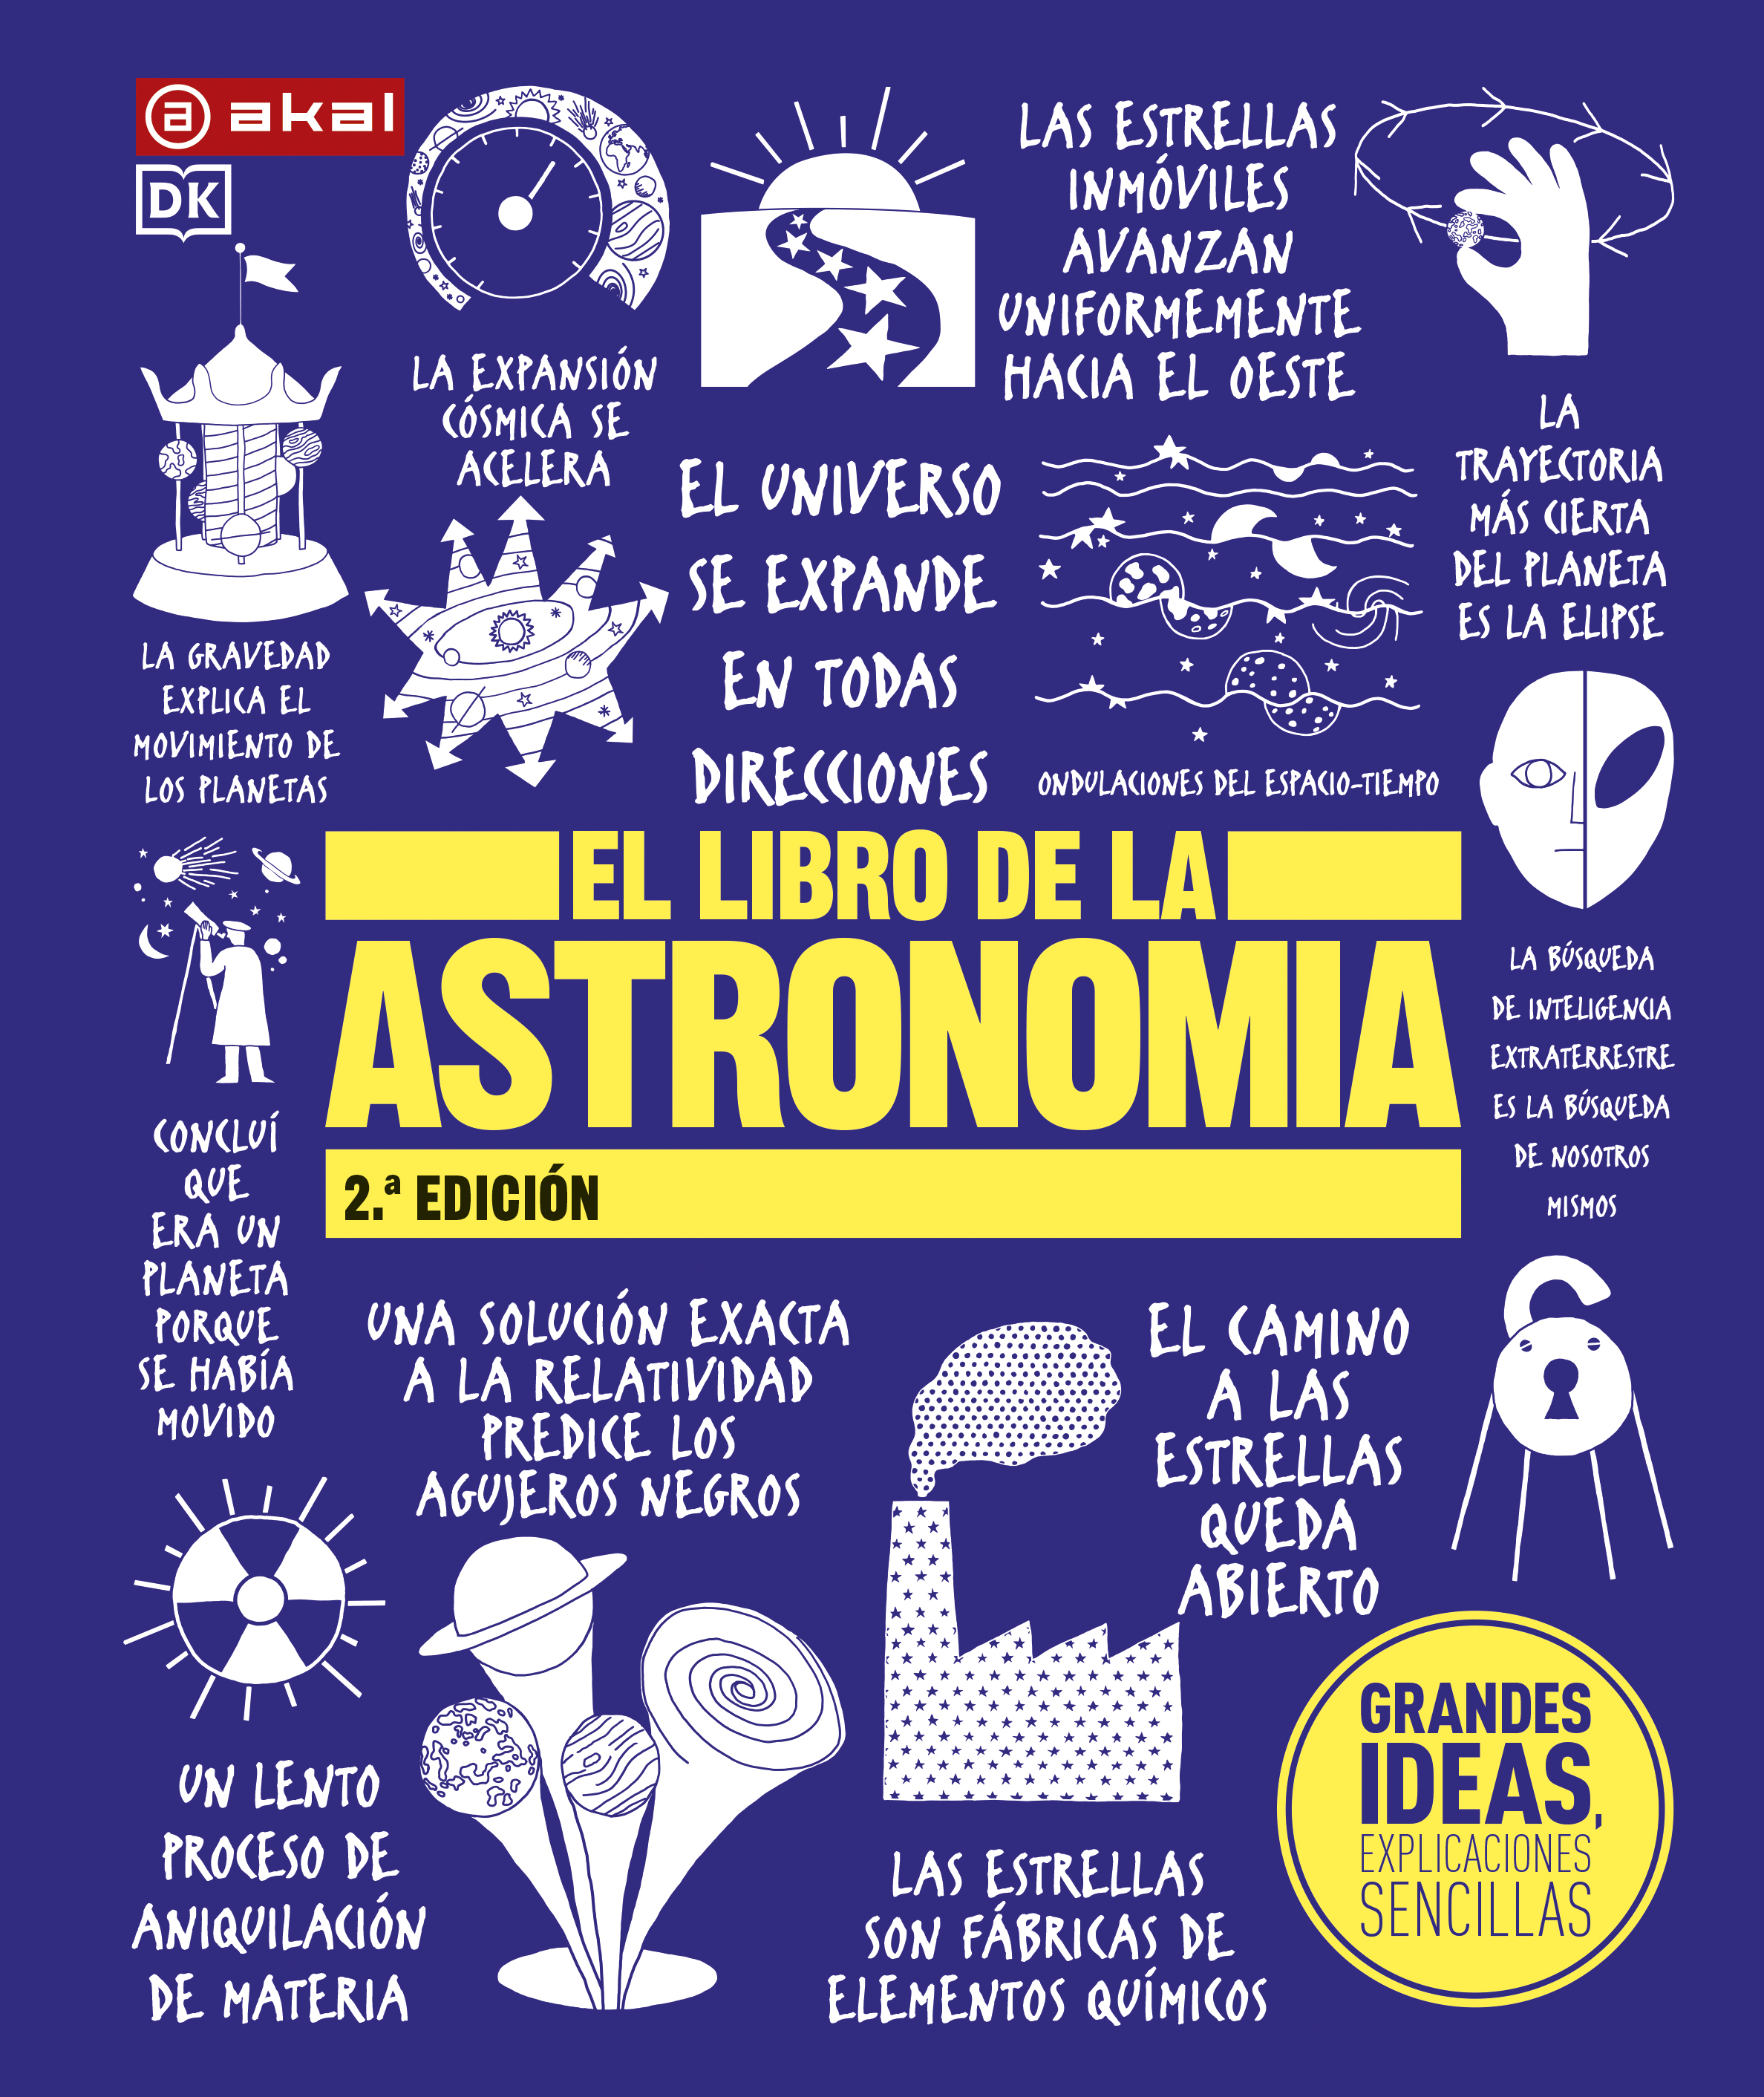 akal
DK
LA EXPANSIÓN
CÓSMICA SE
ACELERA
LAS ESTRELLAS
INMÓVILES
AVANZAN
UNIFORMEMENTE
HACIA EL OESTE
LA
TRAYECTORIA
MÁS CIERTA
DEL PLANETA
ES LA ELIPSE
EL UNIVERSO
SE EXPANDE
EN TODAS
DIRECCIONES
ONDULACIONES DEL ESPACIO-TIEMPO
LA GRAVEDAD
EXPLICA EL
MOVIMIENTO DE
LOS PLANETAS
EL LIBRO DE LA
ASTRONOMIA
2.ª EDICIÓN
LA BÚSQUEDA
DE INTELIGENCIA
EXTRATERRESTRE
ES LA BÚSQUEDA
DE NOSOTROS
MISMOS
CONCLUÍ
QUE
ERA UN
PLANETA
PORQUE
SE HABÍA
MOVIDO
UNA SOLUCIÓN EXACTA
A LA RELATIVIDAD
PREDICE LOS
AGUJEROS NEGROS
EL CAMINO
A LAS
ESTRELLAS
QUEDA
ABIERTO
UN LENTO
PROCESO DE
ANIQUILACIÓN
DE MATERIA
LAS ESTRELLAS
SON FÁBRICAS DE
ELEMENTOS QUÍMICOS
GRANDES
IDEAS,
EXPLICACIONES
SENCILLAS